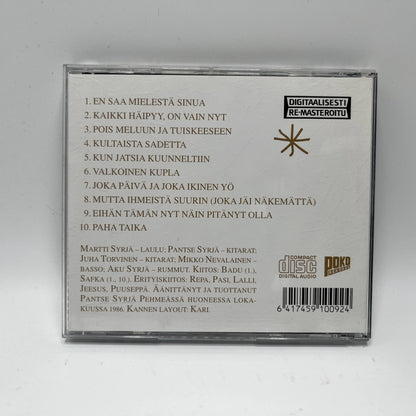 DIGITAALISESTI
RE-MASTEROITU
1. EN SAA MIELESTÄ SINUA
2. KAIKKI HÄIPYY, ON VAIN NYT
3. POIS MELUUN JA TUISKEESEEN
4. KULTAISTA SADETTA
5. KUN JATSIA KUUNNELTIIN
6. VALKOINEN KUPLA
7. JOKA PÄIVÄ JA JOKA IKINEN YÖ
8. MUTTA IHMEISTÄ SUURIN (JOKA JÄI NÄKEMÄTTÄ)
9. EIHÄN TÄMÄN NYT NÄIN PITÄNYT OLLA
10. PAHA TAIKA
MARTTI SYRJÄ – LAULU; PANTSE SYRJÄ – KITARAT;
JUHA TORVINEN – KITARAT; MIKKO NEVALAINEN –
BASSO; AKU SYRJÄ – RUMMUT. KIITOS: BADU (1.),
SAFKA (1., 10.), ERITYISKIITOS: REPA, PASI, LALLI,
JEESUS, PUUSEPPÄ. ÄÄNITTÄNYT JA TUOTTANUT
PANTSE SYRJÄ PEHMEÄSSÄ HUONEESSA LOKA-
KUUSSA 1986. KANNEN LAYOUT: KARI.
COMPACT
disc
DIGITAL AUDIO
POKO
RECORDS
6 417459 100924